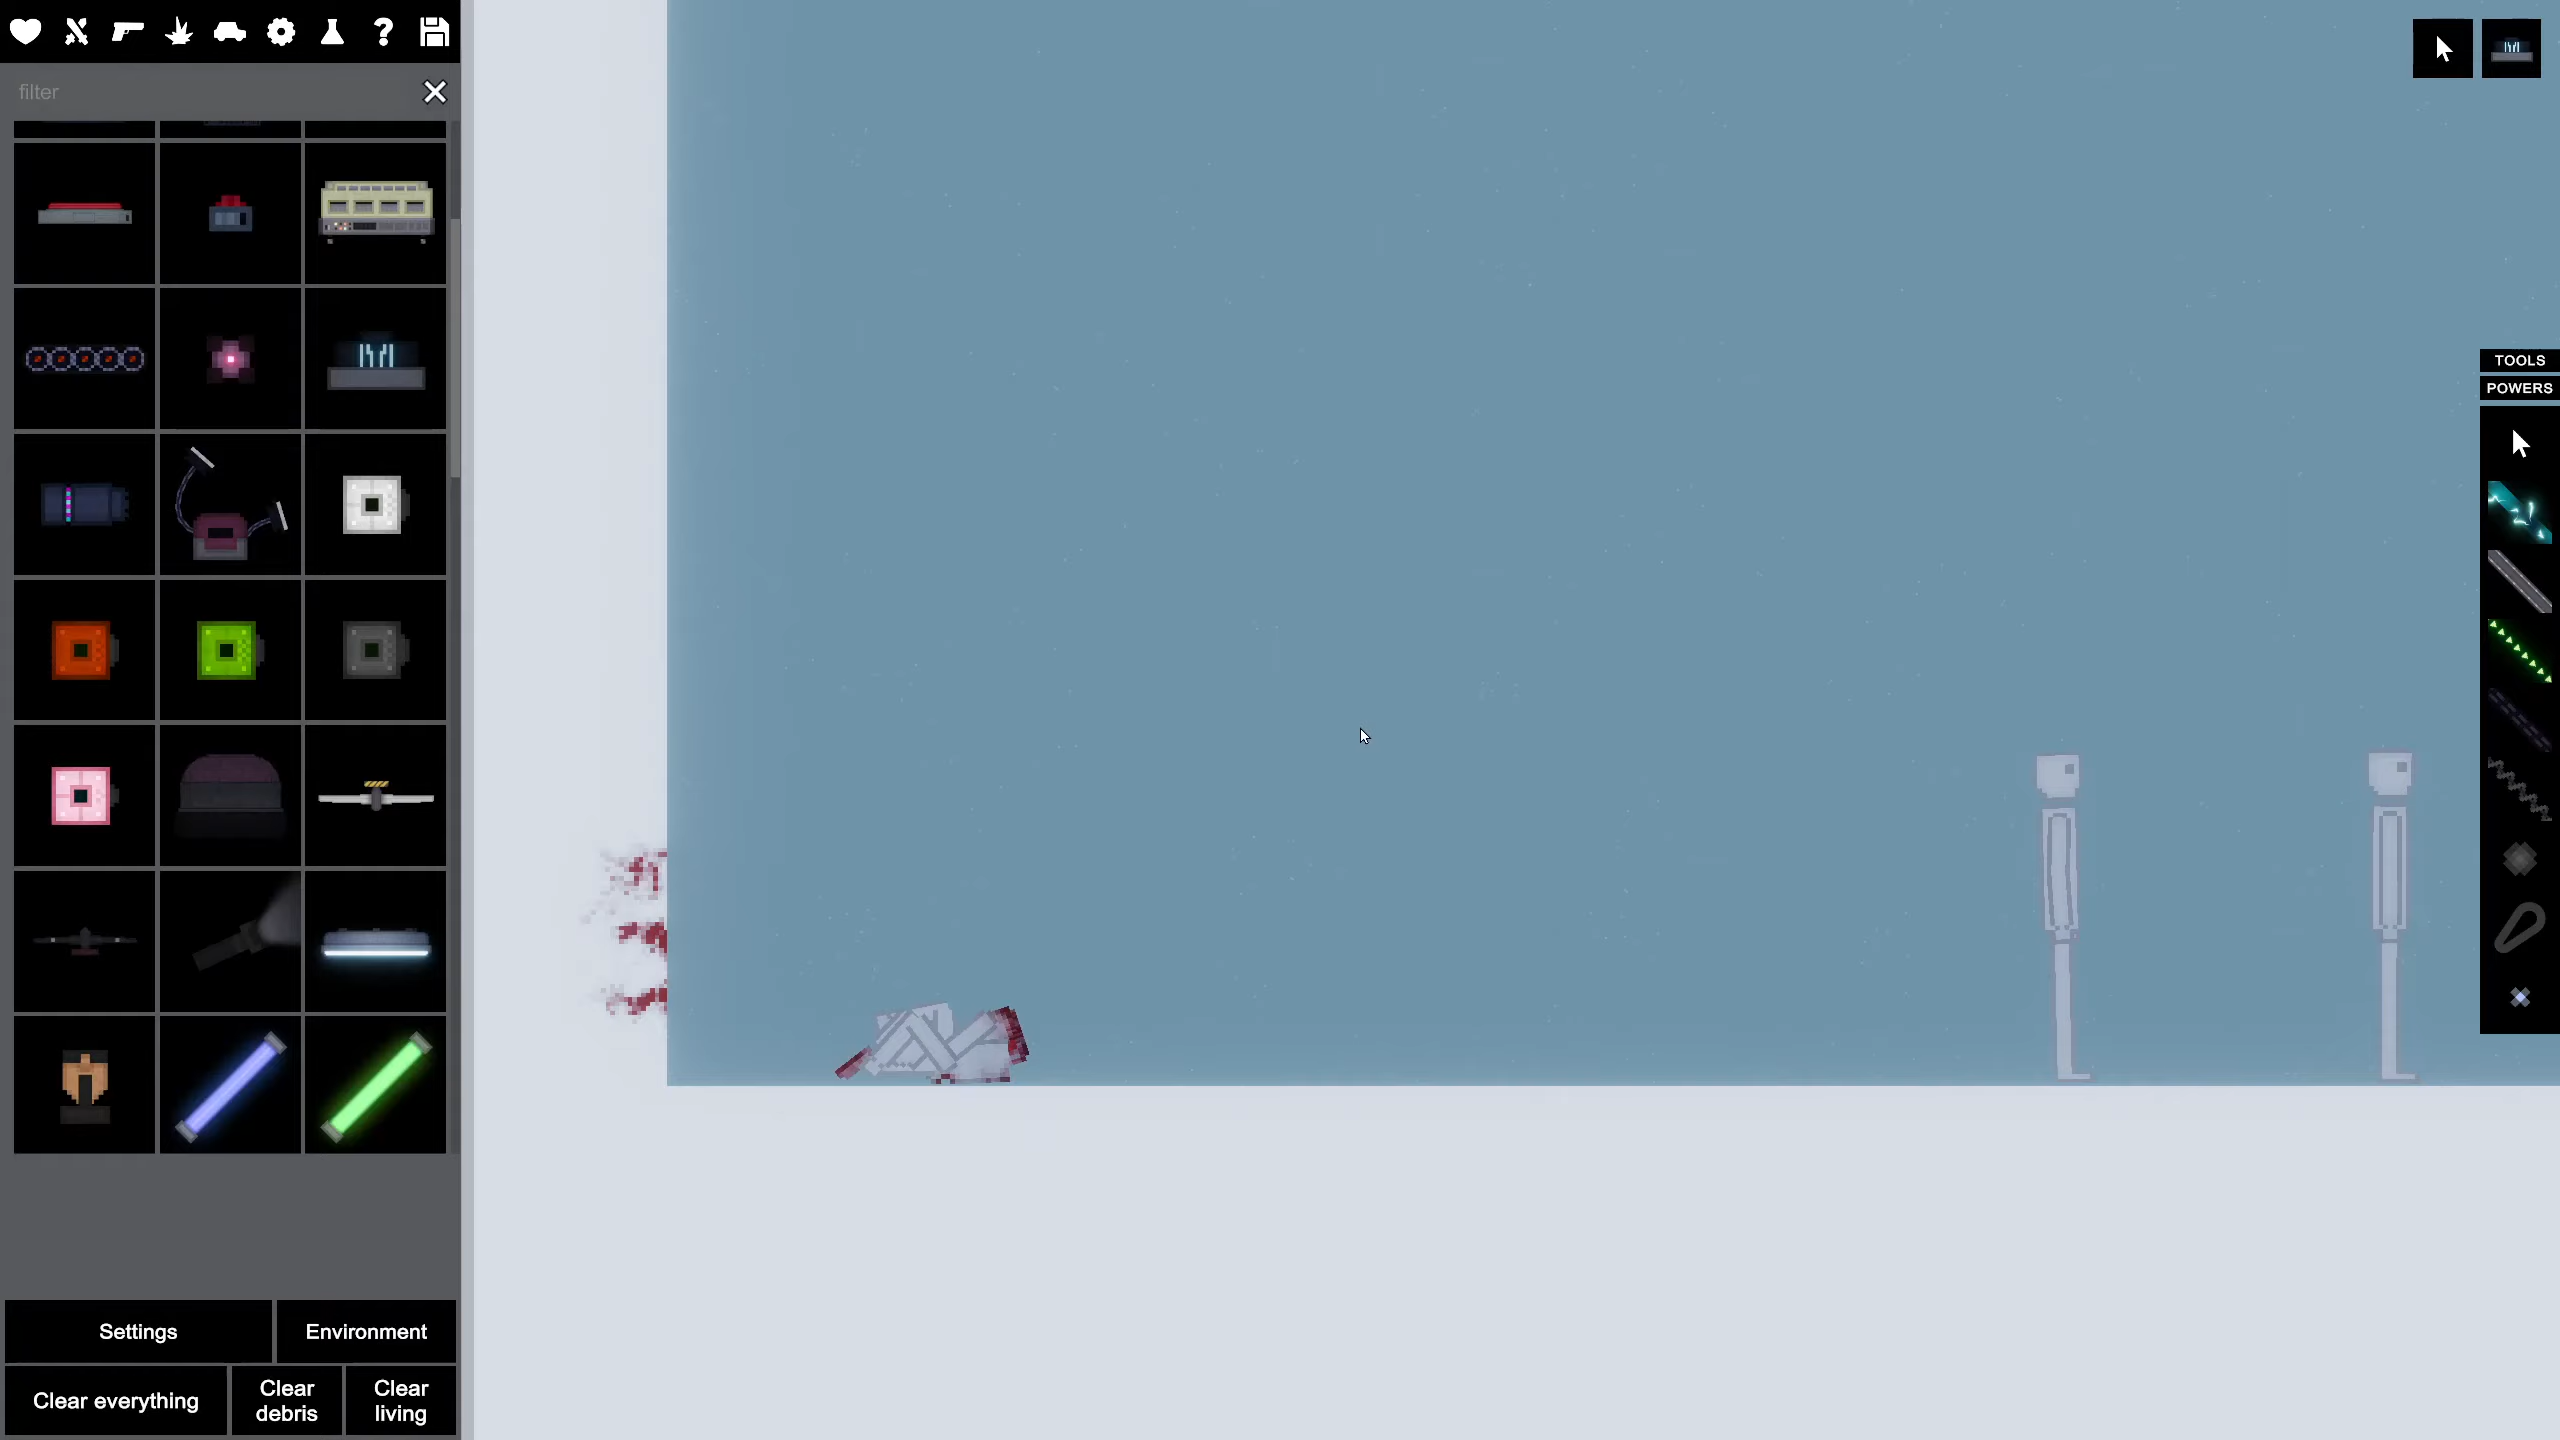 filter
TOOLS
POWERS
Settings
Environment
Clear everything
Clear
debris
Clear
living